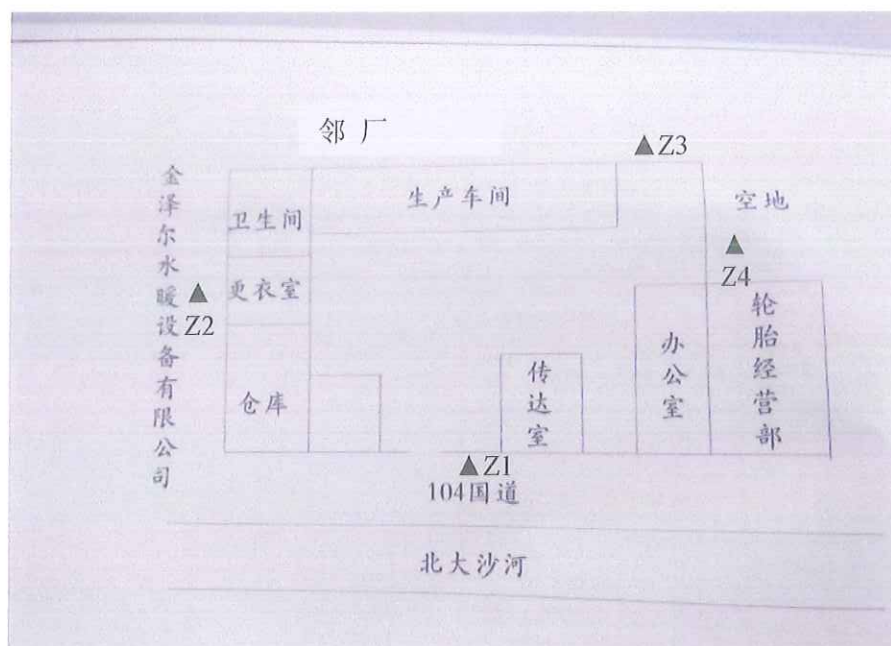 邻厂
▲Z3
金泽尔水暖设备有限公司
卫生间
生产车间
空地
▲Z4
更衣室
▲Z2
仓库
传达室
办公室
轮胎经营部
▲Z1
104国道
北大沙河